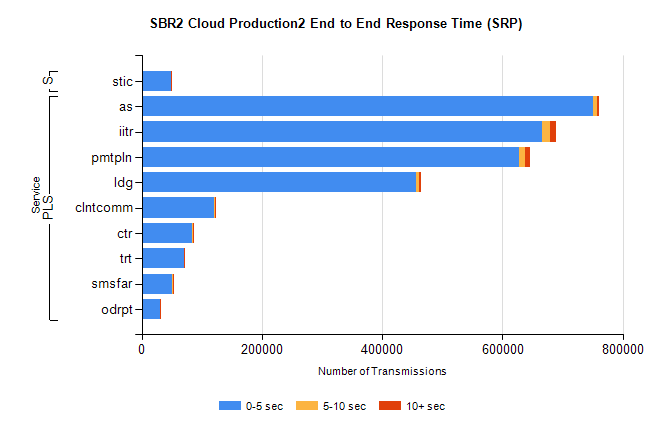 SBR2 Cloud Production2 End to End Response Time (SRP)
S
stic
as
iitr
pmtpln
ldg
Service
PLS
clntcomm
ctr
trt
smsfar
odrpt
0 200000 400000 600000 800000
Number of Transmissions
0-5 sec 5-10 sec 10+ sec